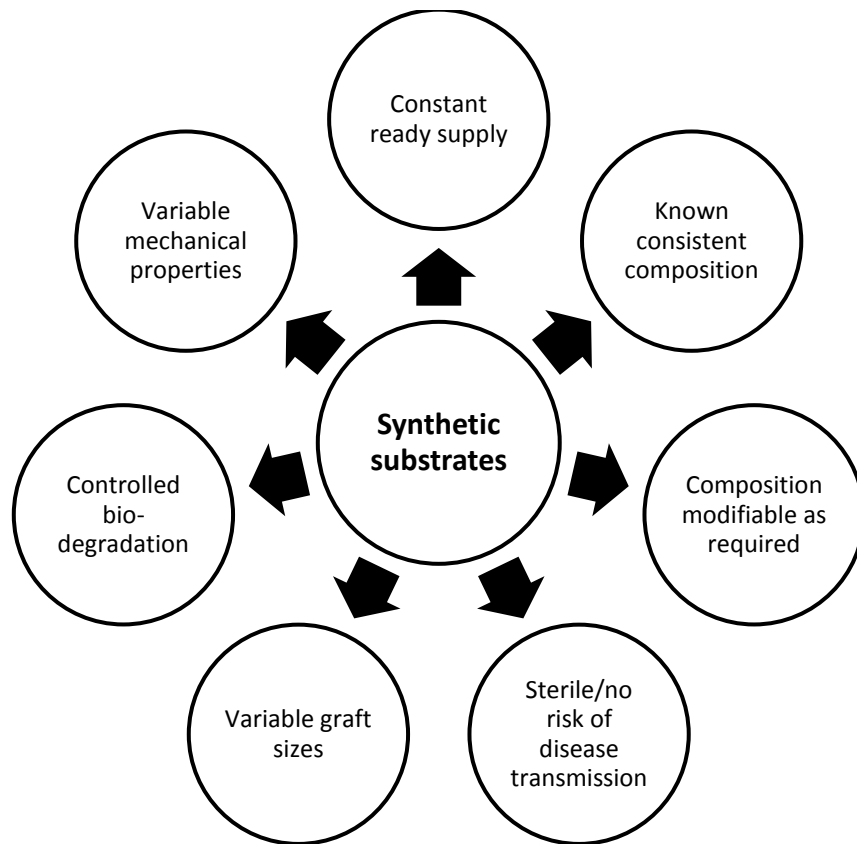 Constant
ready supply
Known
consistent
composition
Composition
modifiable as
required
Sterile/no
risk of
disease
transmission
Variable graft
sizes
Controlled
bio-
degradation
Variable
mechanical
properties
Synthetic
substrates